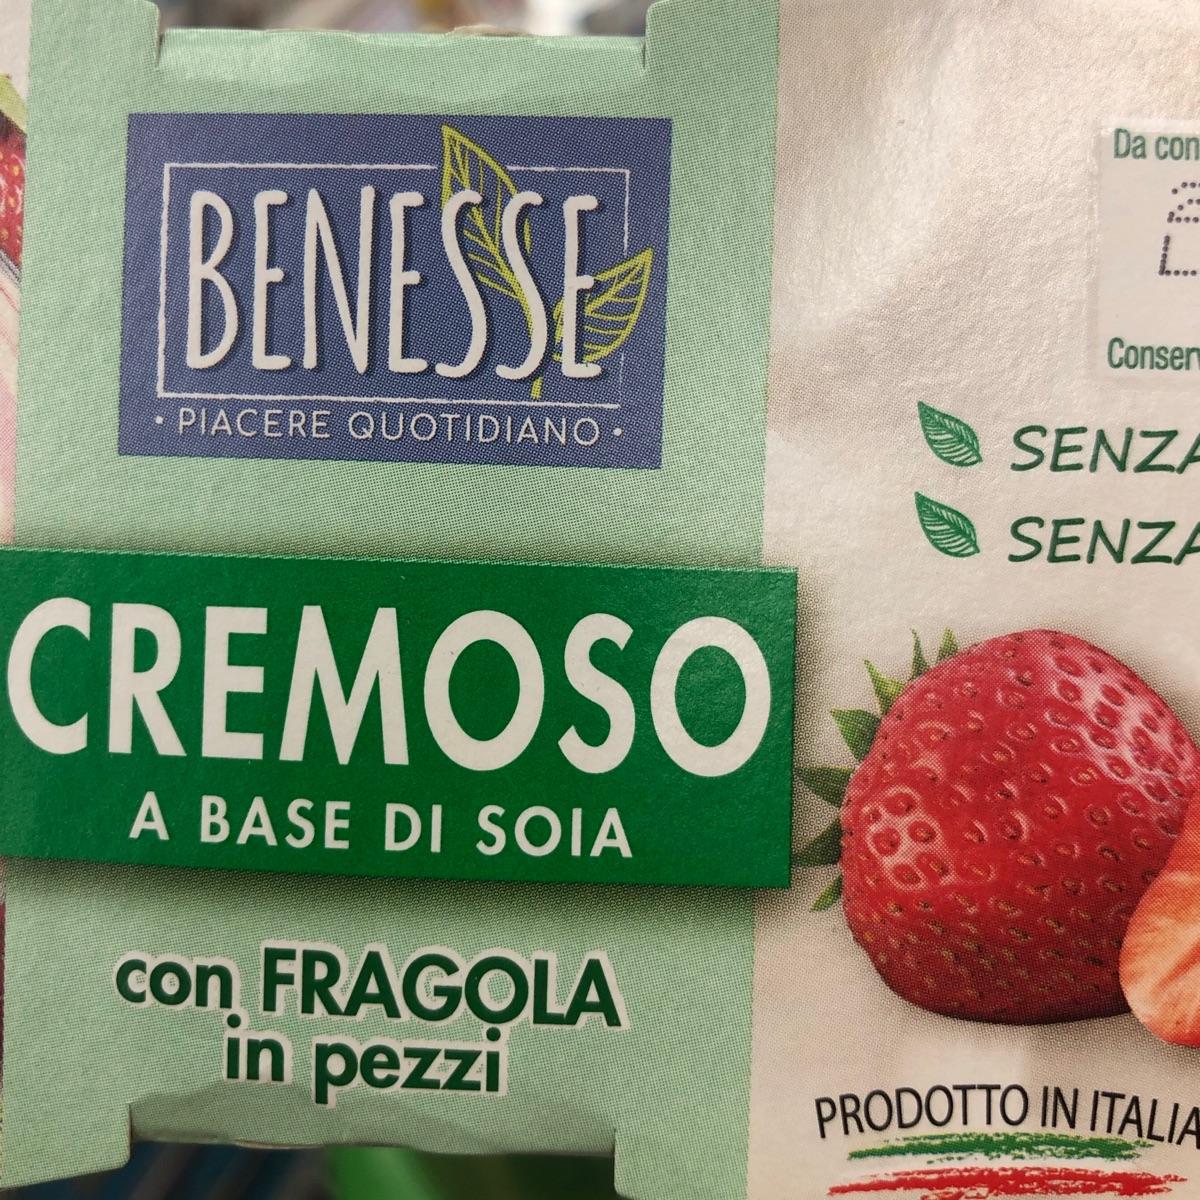 BENESSE
• PIACERE QUOTIDIANO •
CREMOSO
A BASE DI SOIA
con FRAGOLA
in pezzi
Da con
2
L
Conserv
SENZA
SENZA
PRODOTTO IN ITALIA